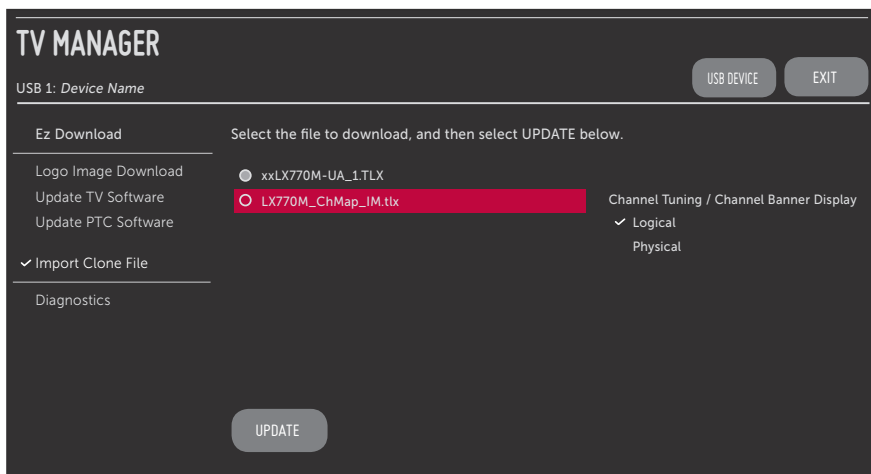 TV MANAGER
USB 1: Device Name
USB DEVICE
EXIT
Ez Download
Logo Image Download
Update TV Software
Update PTC Software
Import Clone File
Diagnostics
Select the file to download, and then select UPDATE below.
xxLX770M-UA_1.TLX
LX770M_ChMap_IM.tlx
Channel Tuning / Channel Banner Display
Logical
Physical
UPDATE